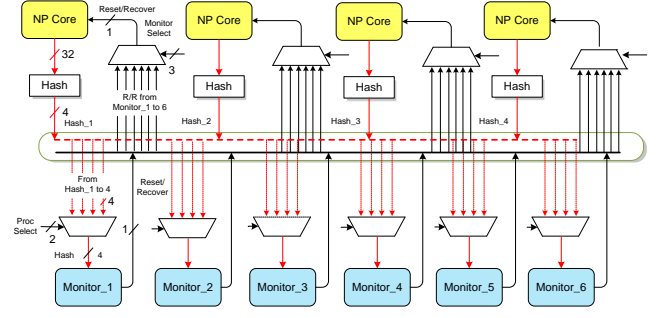 NP Core
Reset/Recover
1
Monitor
Select
3
NP Core
NP Core
NP Core
32
Hash
Hash
Hash
Hash
4
R/R from
Monitor_1 to 6
Hash_1
Hash_2
Hash_3
Hash_4
From
Hash_1 to 4
4
Reset/
Recover
Proc
Select
2
1
Hash
4
Monitor_1
Monitor_2
Monitor_3
Monitor_4
Monitor_5
Monitor_6